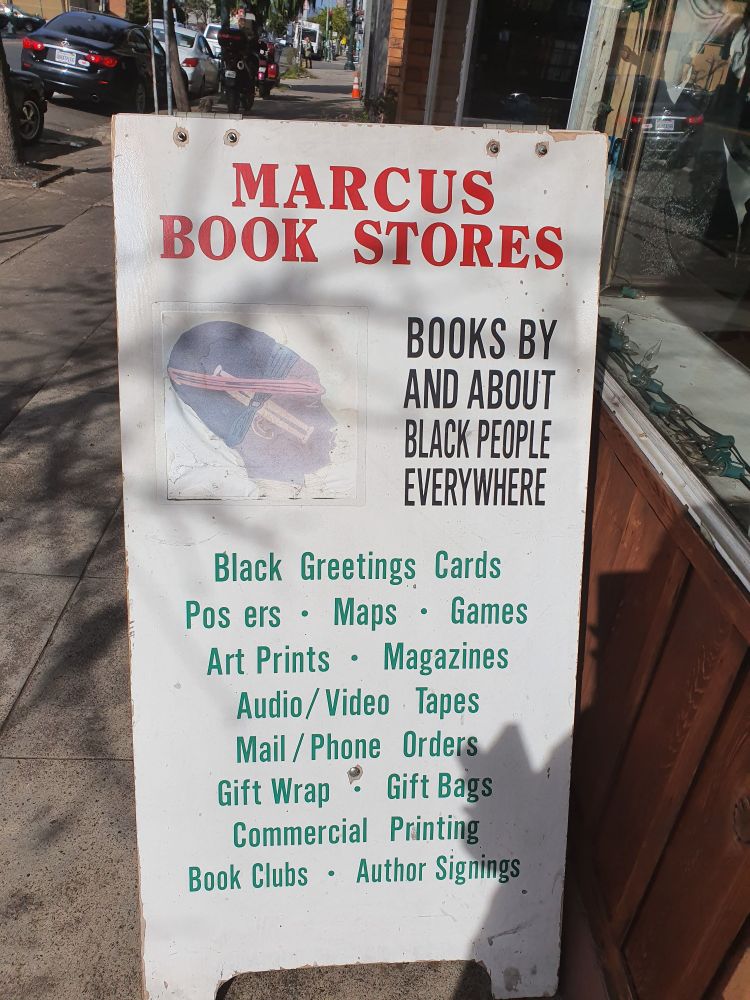 MARCUS
BOOK STORES
BOOKS BY
AND ABOUT
BLACK PEOPLE
EVERYWHERE
Black Greetings Cards
Pos ers · Maps · Games
Art Prints · Magazines
Audio/Video Tapes
Mail/Phone Orders
Gift Wrap · Gift Bags
Commercial Printing
Book Clubs · Author Signings